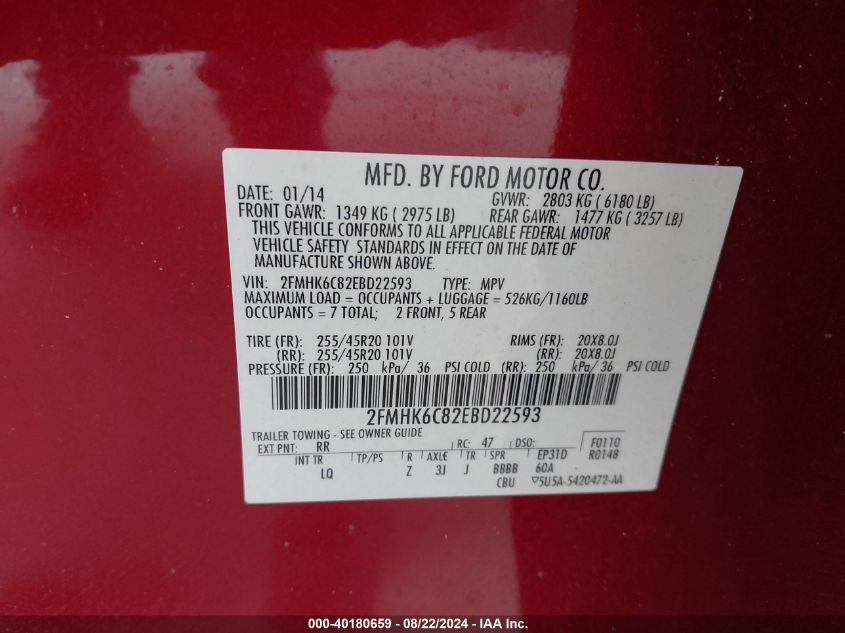 MFD. BY FORD MOTOR CO.
DATE: 01/14 GVWR: 2803 KG ( 6180 LB)
FRONT GAWR: 1349 KG ( 2975 LB) REAR GAWR: 1477 KG ( 3257 LB)
THIS VEHICLE CONFORMS TO ALL APPLICABLE FEDERAL MOTOR
VEHICLE SAFETY STANDARDS IN EFFECT ON THE DATE OF
MANUFACTURE SHOWN ABOVE.
VIN: 2FMHK6C82EBD22593 TYPE: MPV
MAXIMUM LOAD = OCCUPANTS + LUGGAGE = 526KG/1160LB
OCCUPANTS = 7 TOTAL; 2 FRONT, 5 REAR
TIRE (FR): 255/45R20 101V RIMS (FR): 20X8.0J
(RR): 255/45R20 101V (RR): 20X8.0J
PRESSURE (FR): 250 kPa/ 36 PSI COLD (RR): 250 kPa/ 36 PSI COLD
2FMHK6C82EBD22593
TRAILER TOWING - SEE OWNER GUIDE
EXT PNT: RR RC: 47 DSO: F0110
INT TR TP/PS R AXLE TR SPR EP31D R0148
LQ Z 3J J BBBB 60A
CBU 5U5A-5420472-AA
000-40180659 - 08/22/2024 - IAA, Inc.